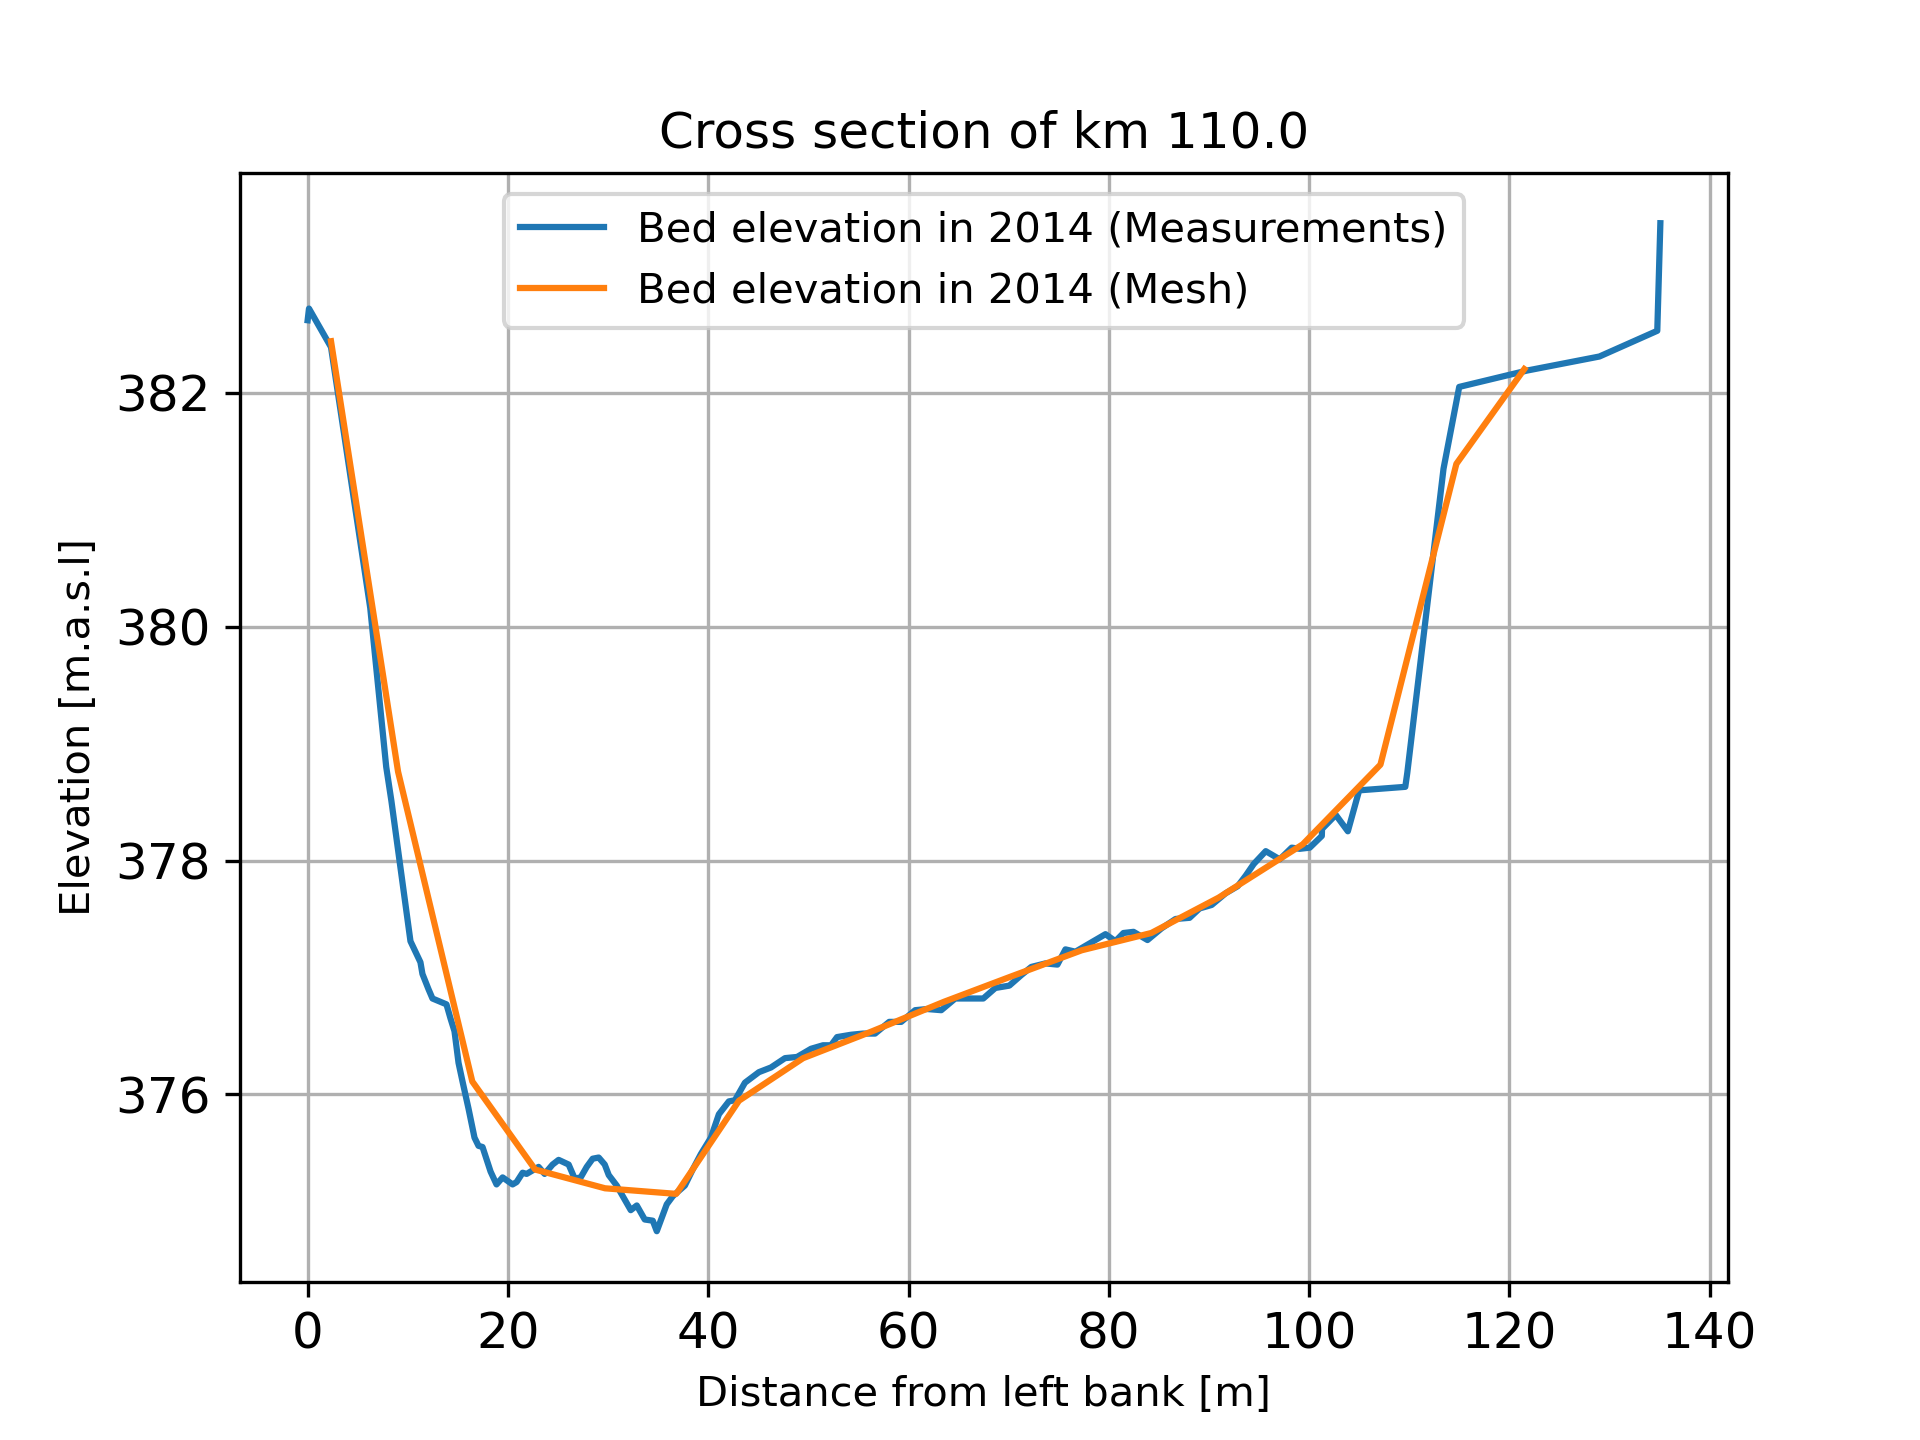 Cross section of km 110.0
Bed elevation in 2014 (Measurements)
Bed elevation in 2014 (Mesh)
382
380
378
376
Elevation [m.a.s.l]
0 20 40 60 80 100 120 140
Distance from left bank [m]